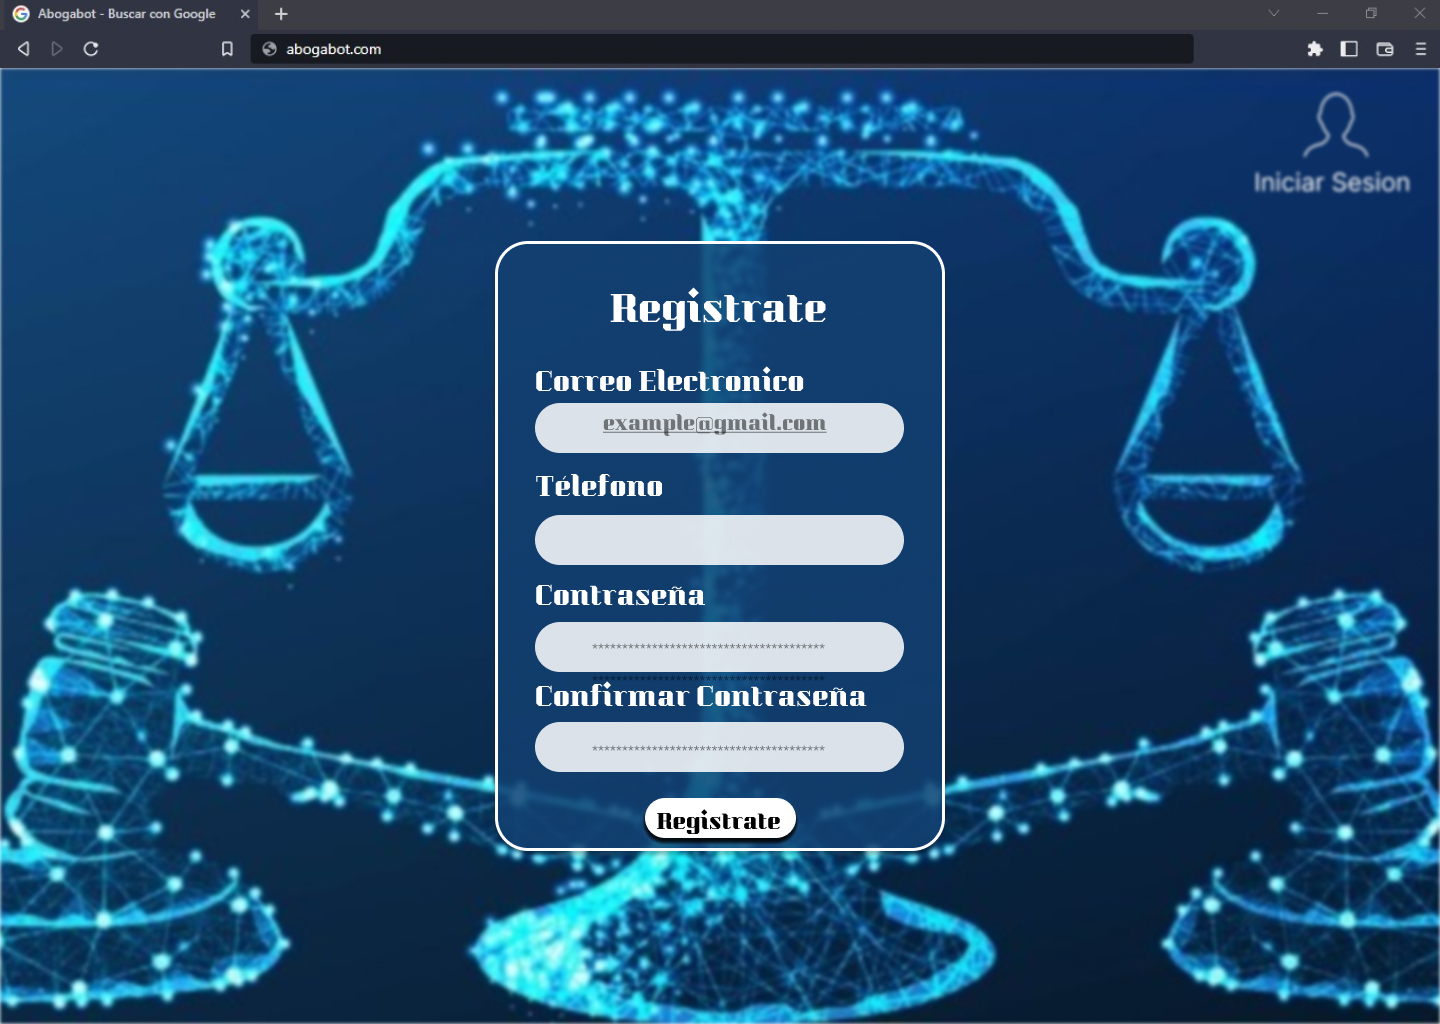 Abogabot - Buscar con Google
abogabot.com
Iniciar Sesion
Registrate
Correo Electronico
example@gmail.com
Télefono
Contraseña
****************************************
****************************************
Confirmar Contraseña
****************************************
Registrate